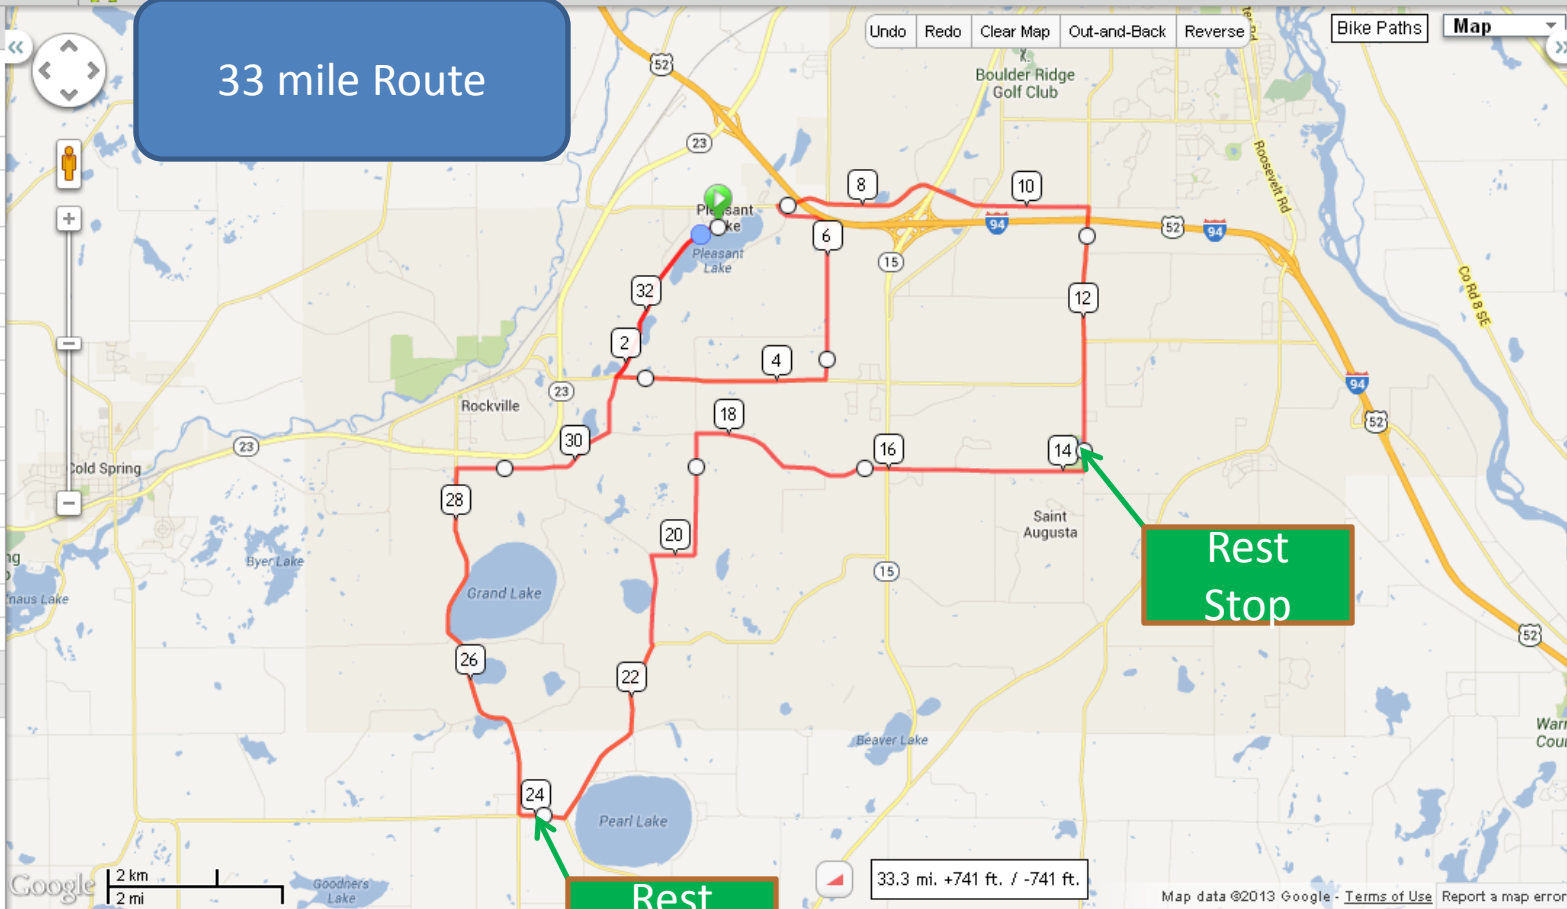 33 mile Route
Undo
Redo
Clear Map
Out-and-Back
Reverse
Bike Paths
Map
52
Boulder Ridge
Golf Club
23
Roosevelt Rd
8
10
Pleasant
Lake
6
94
52
94
15
Pleasant
Lake
32
12
Co Rd 8 SE
2
4
94
23
Rockville
52
18
30
16
23
14
Cold Spring
28
Saint
Augusta
20
Rest
Stop
Byer Lake
15
Grand Lake
26
52
22
Beaver Lake
24
Pearl Lake
2 km
Google
2 mi
Goodners
Lake
Rest
33.3 mi. +741 ft. / -741 ft.
Map data ©2013 Google - Terms of Use
Report a map error